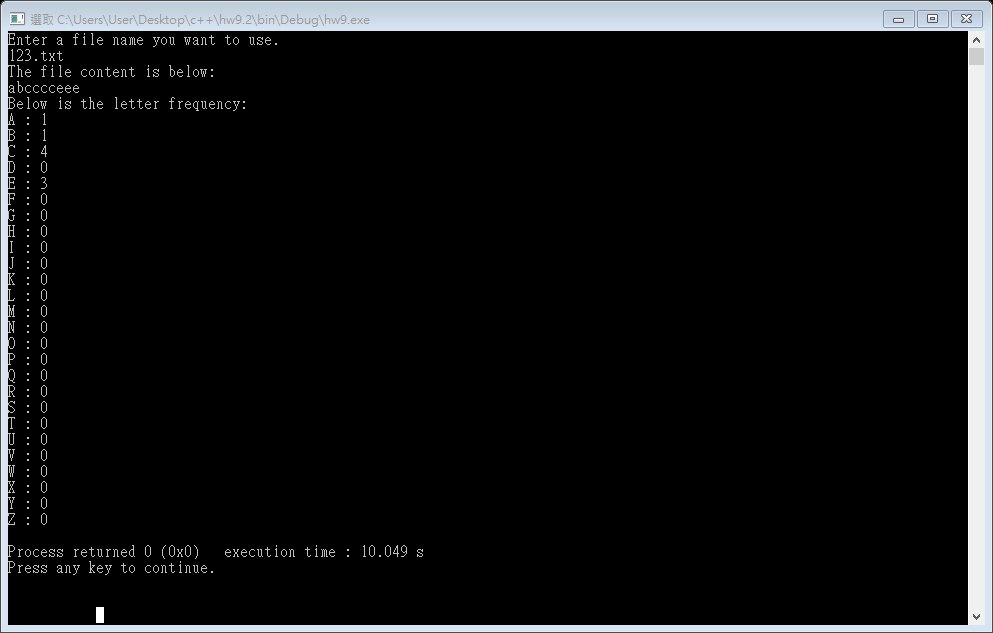 選取 C:\Users\User\Desktop\c++\hw9.2\bin\Debug\hw9.exe
Enter a file name you want to use.
123.txt
The file content is below:
abcccceee
Below is the letter frequency:
A : 1
B : 1
C : 4
D : 0
E : 3
F : 0
G : 0
H : 0
I : 0
J : 0
K : 0
L : 0
M : 0
N : 0
O : 0
P : 0
Q : 0
R : 0
S : 0
T : 0
U : 0
V : 0
W : 0
X : 0
Y : 0
Z : 0
Process returned 0 (0x0)   execution time : 10.049 s
Press any key to continue.